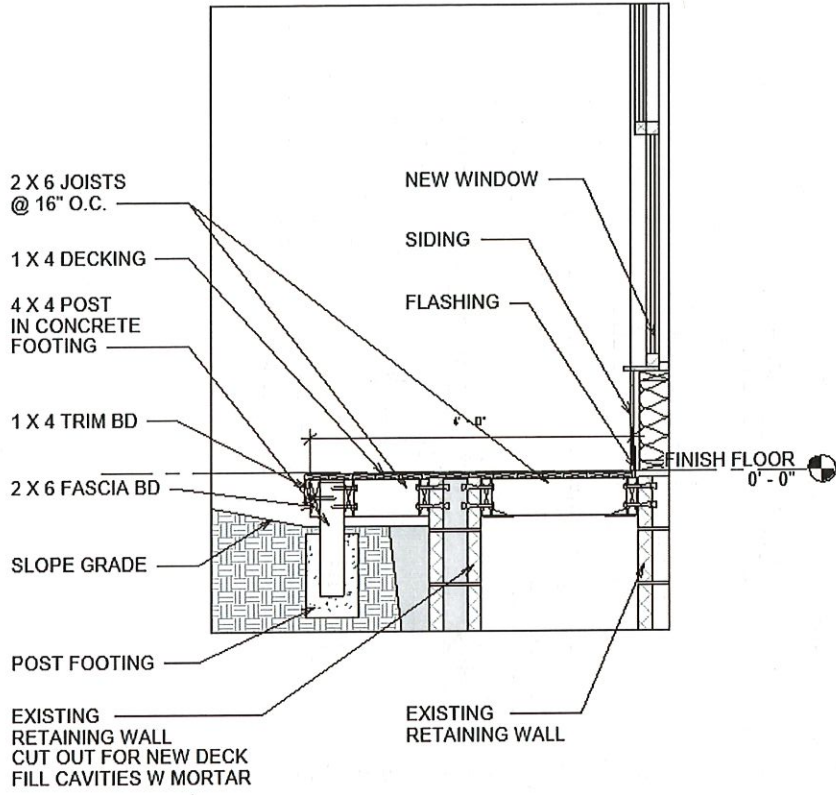 2 X 6 JOISTS
@ 16" O.C.
1 X 4 DECKING
4 X 4 POST
IN CONCRETE
FOOTING
1 X 4 TRIM BD
2 X 6 FASCIA BD
SLOPE GRADE
POST FOOTING
EXISTING
RETAINING WALL
CUT OUT FOR NEW DECK
FILL CAVITIES W MORTAR
NEW WINDOW
SIDING
FLASHING
FINISH FLOOR
0' - 0"
EXISTING
RETAINING WALL